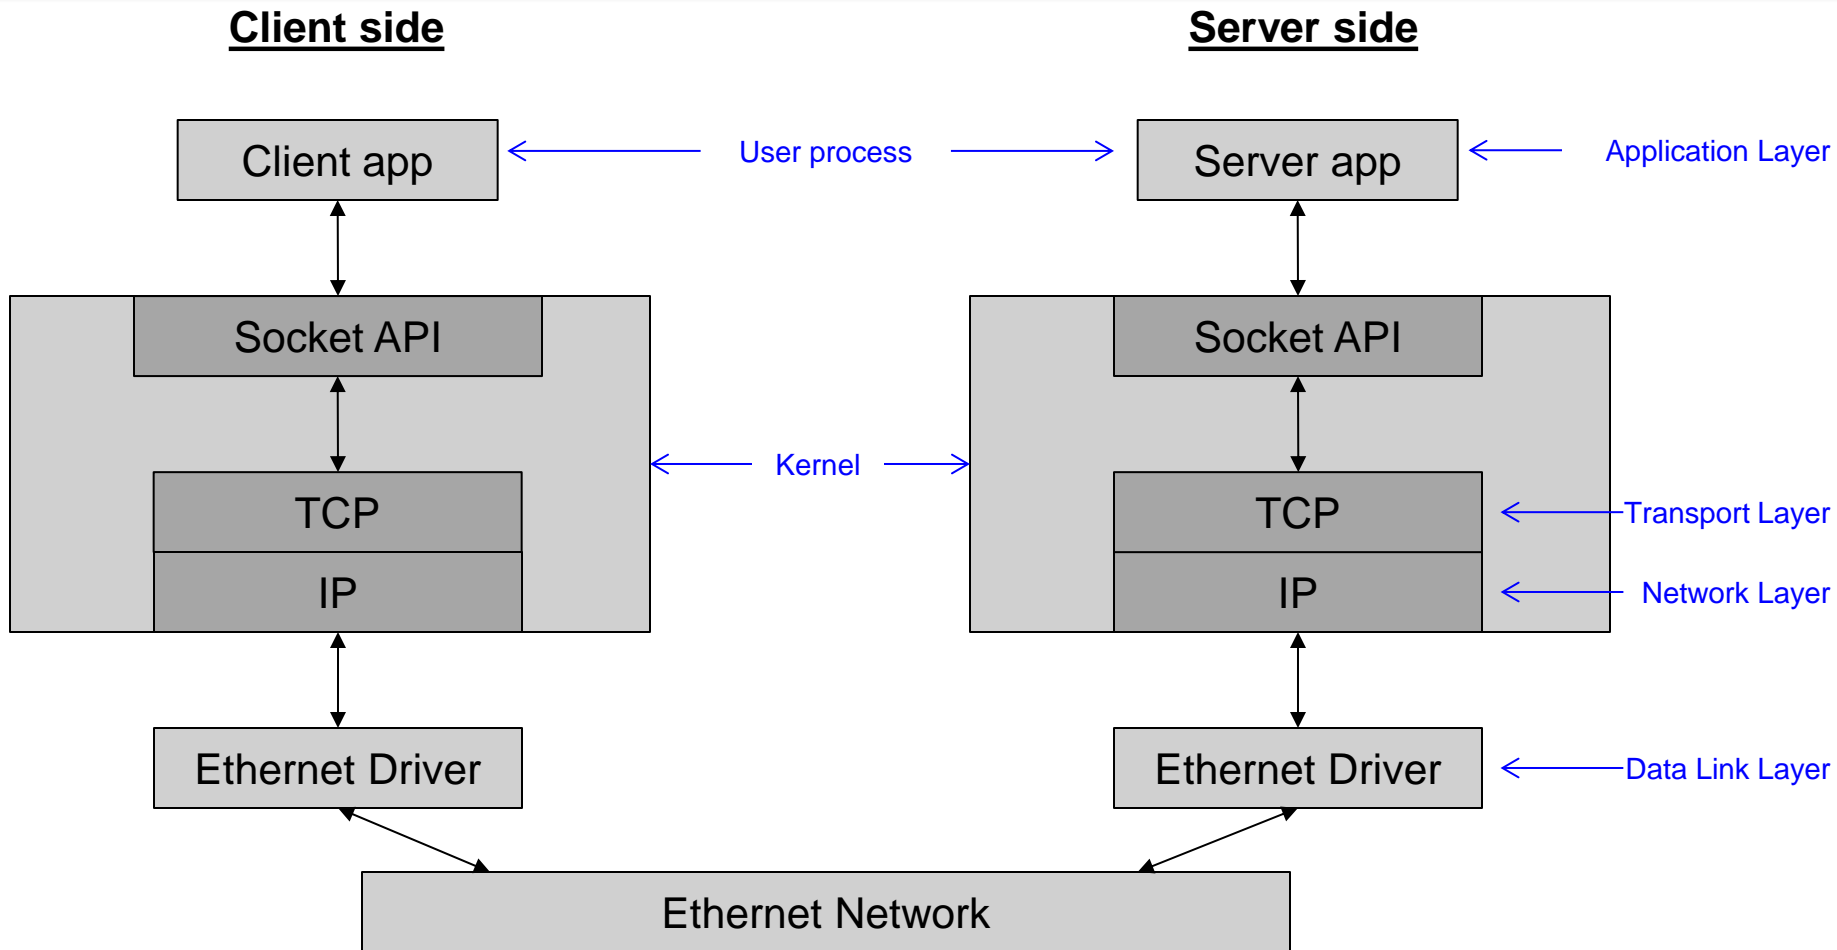 Client side
Server side
Client app
User process
Server app
Application Layer
Socket API
Socket API
Kernel
TCP
TCP
Transport Layer
IP
IP
Network Layer
Ethernet Driver
Ethernet Driver
Data Link Layer
Ethernet Network